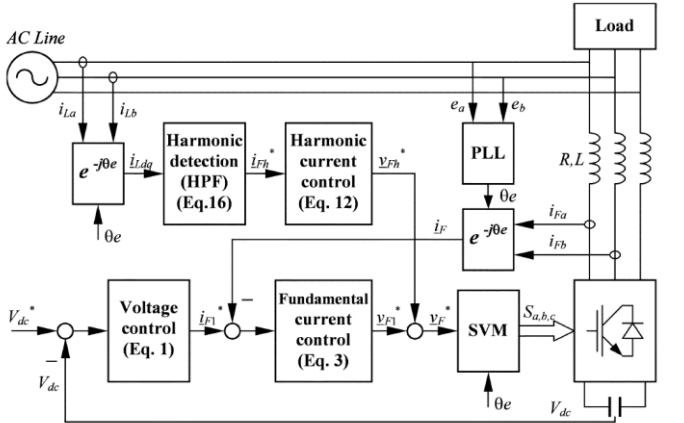 Load
AC Line
i_La
i_Lb
e_a
e_b
e^-jθe
i_Ldq
Harmonic
detection
(HPF)
(Eq.16)
i_Fh*
Harmonic
current
control
(Eq. 12)
v_Fh*
PLL
R,L
θe
θe
i_F
e^-jθe
i_Fa
i_Fb
V_dc*
Voltage
control
(Eq. 1)
i_F1*
−
Fundamental
current
control
(Eq. 3)
v_F1*
v_F*
SVM
S_a,b,c
−
V_dc
θe
V_dc